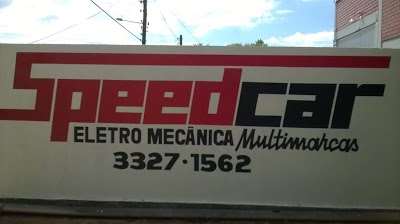 Speedcar
ELETRO MECÂNICA Multimarcas
3327·1562